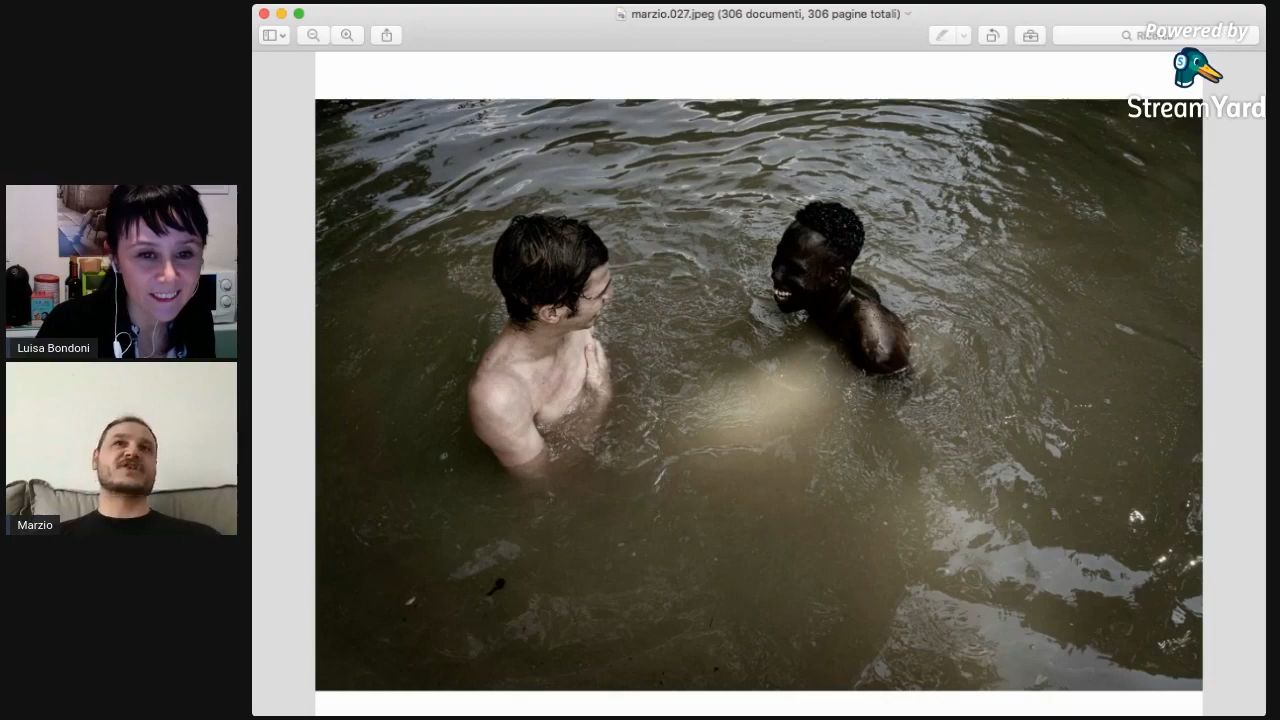 marzio.027.jpeg (306 documenti, 306 pagine totali)
Powered by
S
StreamYard
Luisa Bondoni
Marzio